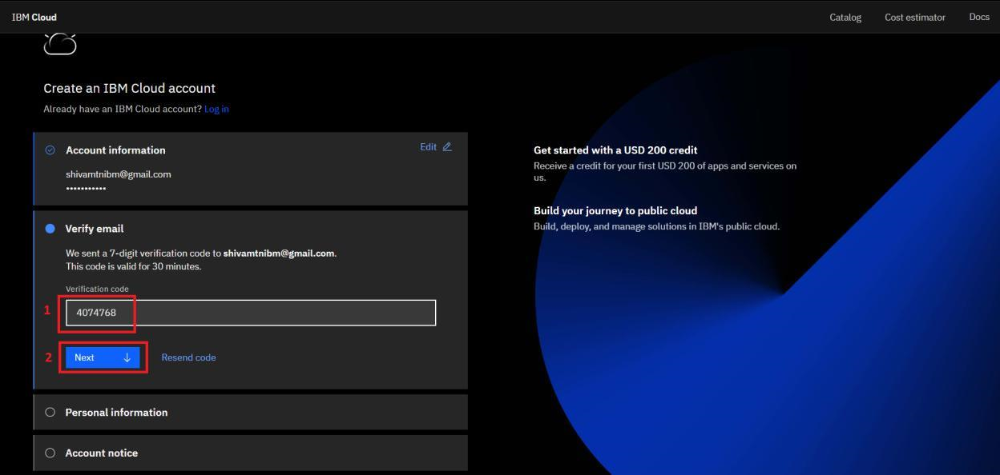 IBM Cloud
Catalog
Cost estimator
Docs
Create an IBM Cloud account
Already have an IBM Cloud account? Log in
Account information
Edit
shivamtnibm@gmail.com
•••••••••••
Verify email
We sent a 7-digit verification code to shivamtnibm@gmail.com.
This code is valid for 30 minutes.
Verification code
1
4074768
2
Next
Resend code
Personal information
Account notice
Get started with a USD 200 credit
Receive a credit for your first USD 200 of apps and services on
us.
Build your journey to public cloud
Build, deploy, and manage solutions in IBM's public cloud.